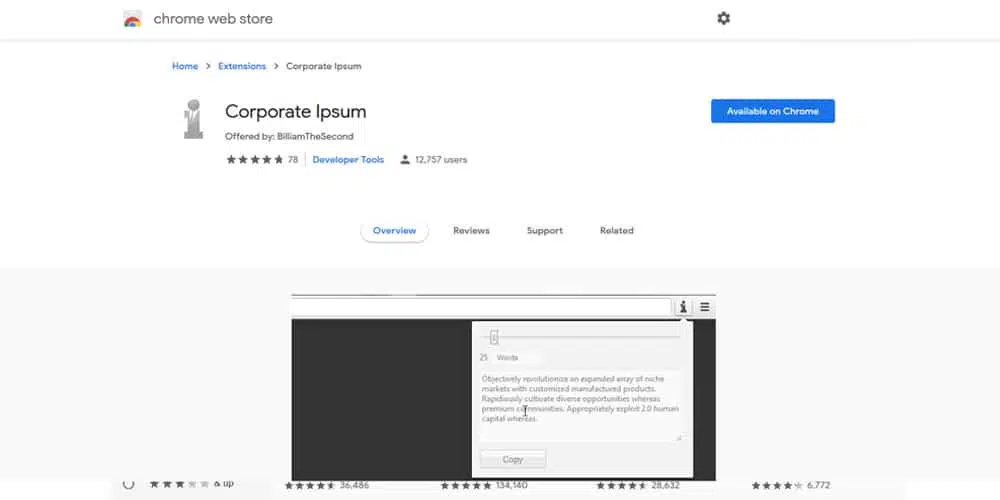 chrome web store
Home > Extensions > Corporate Ipsum
Corporate Ipsum
Available on Chrome
Offered by: BilliamTheSecond
78 Developer Tools 12,757 users
Overview Reviews Support Related
25 Words
Objectively revolutionize an expanded array of niche
markets with customized manufactured products.
Rapidiously cultivate diverse opportunities whereas
premium communities. Appropriately exploit 2.0 human
capital whereas.
Copy
& up 36,486 134,140 28,632 6,772